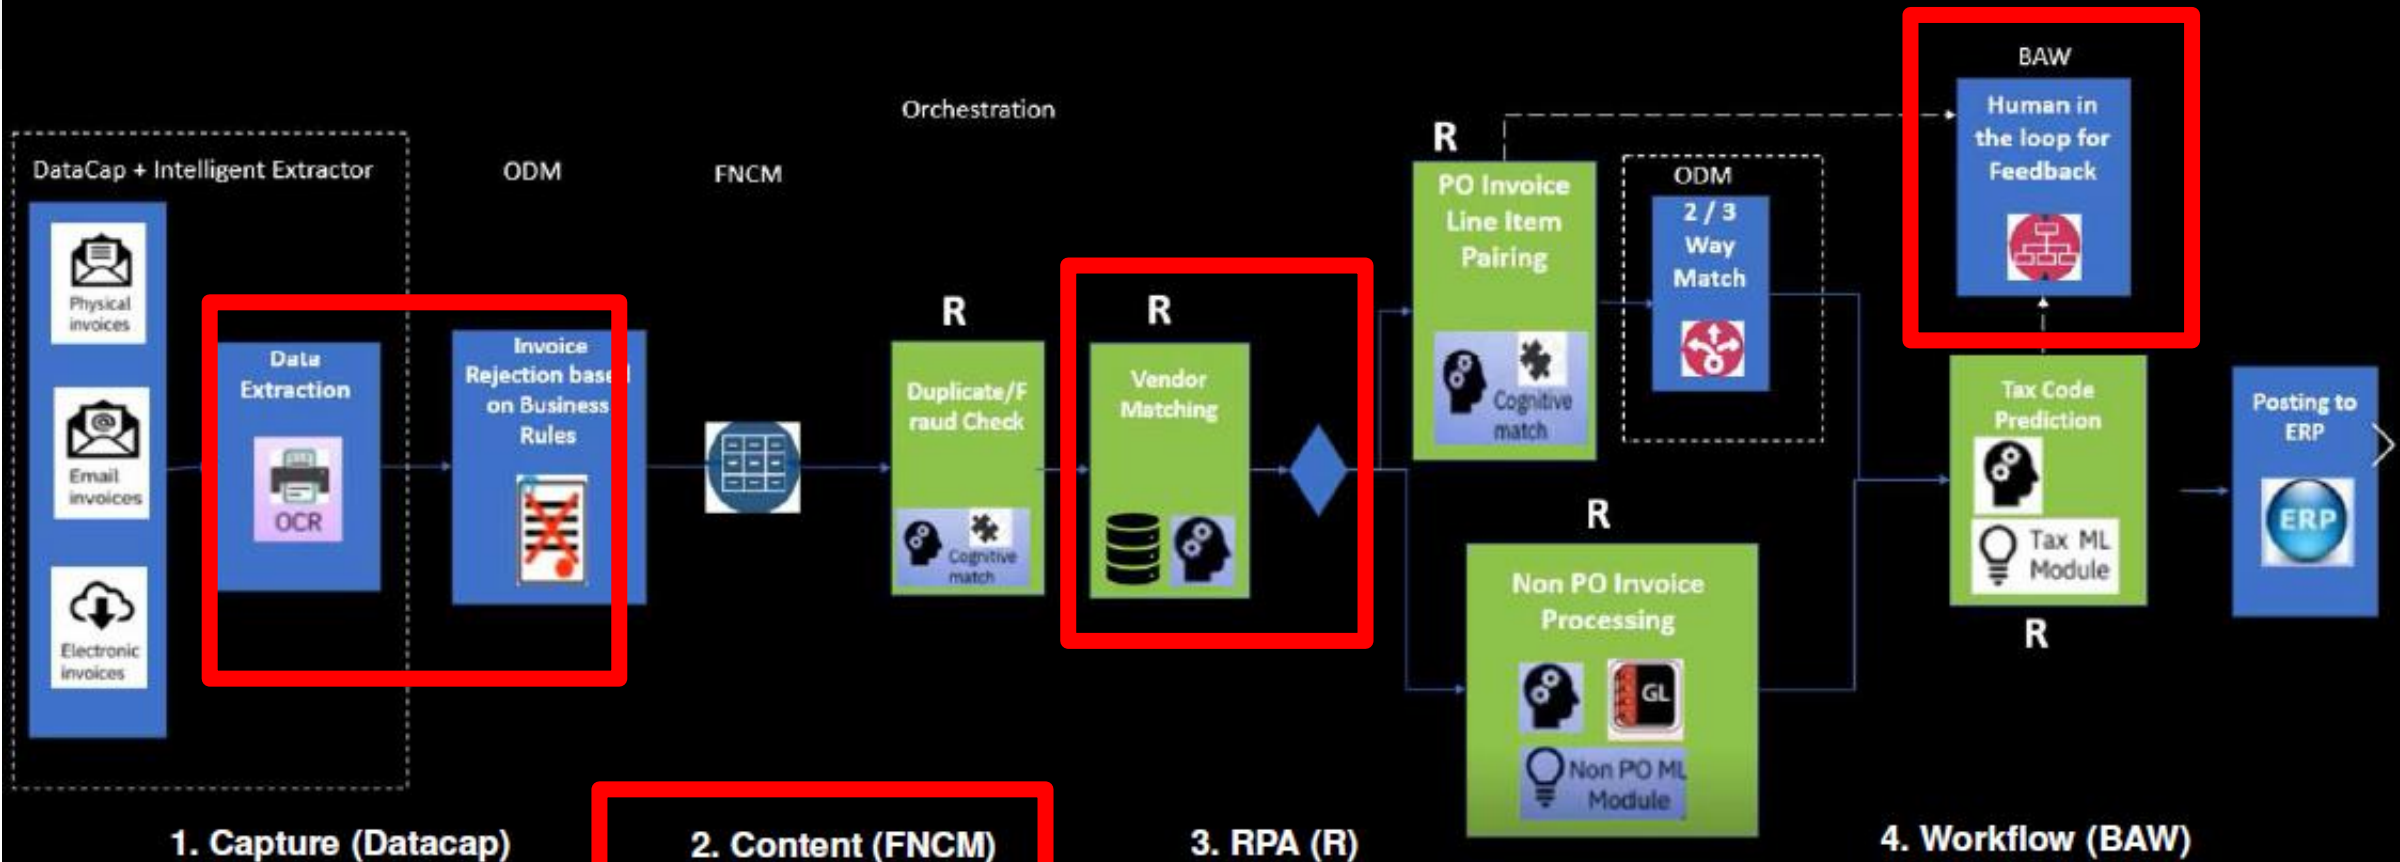 BAW
Human in
the loop for
Feedback
Orchestration
DataCap + Intelligent Extractor
ODM
FNCM
Physical
invoices
Email
invoices
Electronic
invoices
Data
Extraction
OCR
Invoice
Rejection based
on Business
Rules
R
Duplicate/F
raud Check
Cognitive
match
R
Vendor
Matching
R
PO Invoice
Line Item
Pairing
Cognitive
match
ODM
2 / 3
Way
Match
R
Non PO Invoice
Processing
GL
Non PO ML
Module
Tax Code
Prediction
Tax ML
Module
R
Posting to
ERP
ERP
1. Capture (Datacap)
2. Content (FNCM)
3. RPA (R)
4. Workflow (BAW)